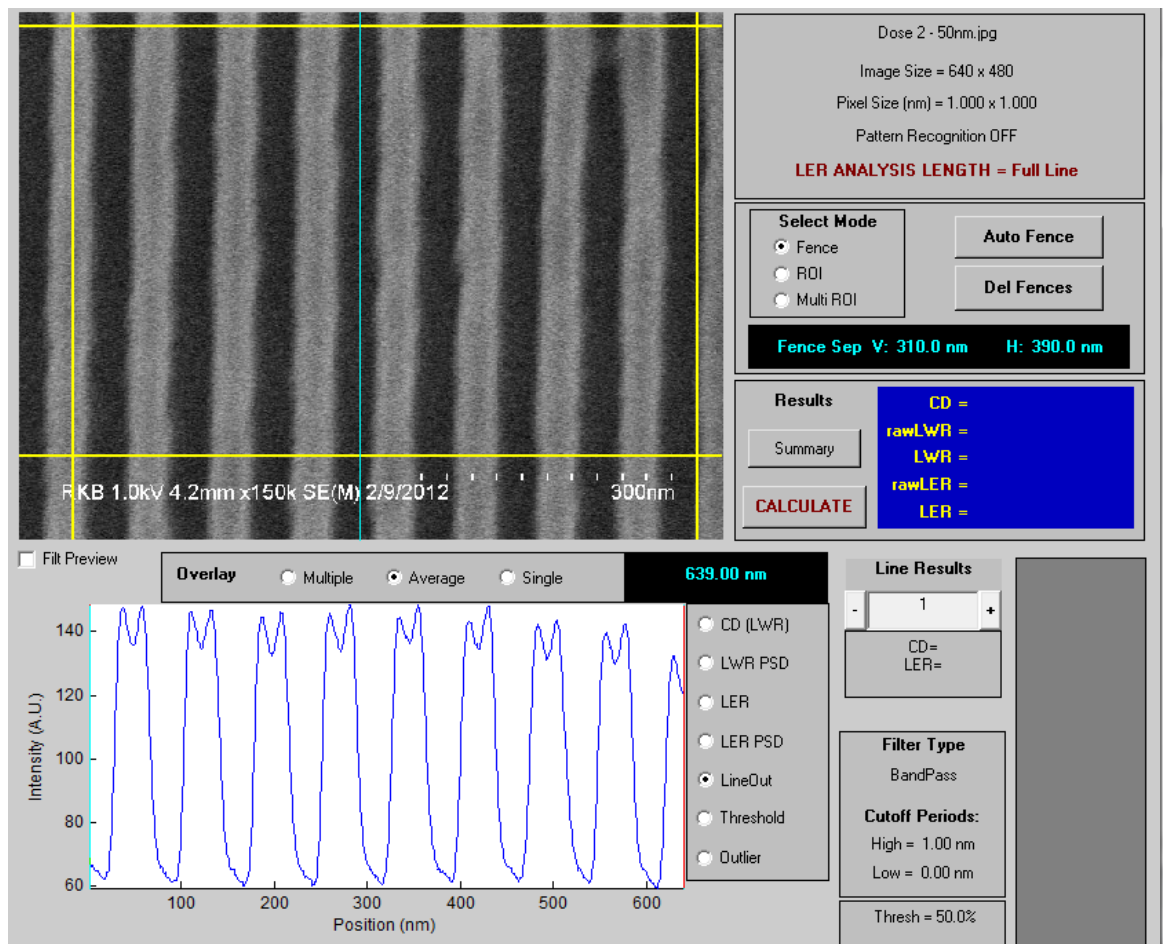 Dose 2 - 50nm.jpg
Image Size = 640 x 480
Pixel Size (nm) = 1.000 x 1.000
Pattern Recognition OFF
LER ANALYSIS LENGTH = Full Line
Select Mode
Fence
ROI
Multi ROI
Auto Fence
Del Fences
Fence Sep V: 310.0 nm H: 390.0 nm
Results
Summary
CALCULATE
CD =
rawLWR =
LWR =
rawLER =
LER =
RKB 1.0kV 4.2mm x150k SE(M) 2/9/2012 300nm
Filt Preview
Overlay
Multiple
Average
Single
639.00 nm
140
120
100
80
60
Intensity (A.U.)
100 200 300 400 500 600
Position (nm)
CD (LWR)
LWR PSD
LER
LER PSD
LineOut
Threshold
Outlier
Line Results
- 1 +
CD=
LER=
Filter Type
BandPass
Cutoff Periods:
High = 1.00 nm
Low = 0.00 nm
Thresh = 50.0%